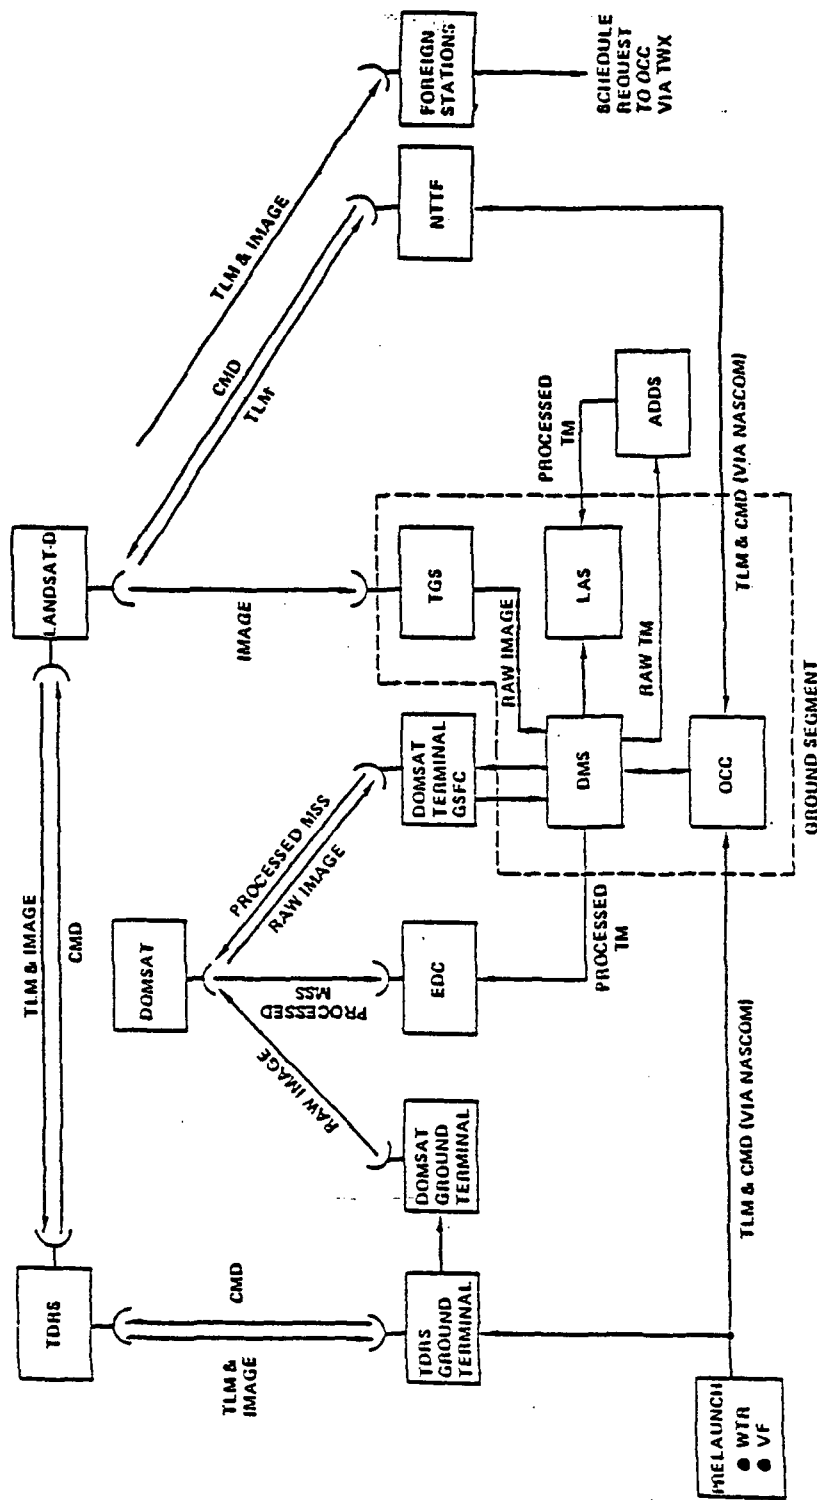 LANDSAT-D
TDRS
TLM & IMAGE
CMD
TLM & IMAGE
CMD
TLM
DOMSAT
IMAGE
TLM &
IMAGE
CMD
RAW IMAGE
PROCESSED
MSS
PROCESSED MSS
RAW IMAGE
TDRS
GROUND
TERMINAL
DOMSAT
GROUND
TERMINAL
EDC
DOMSAT
TERMINAL
GSFC
TGS
NTTF
FOREIGN
STATIONS
RAW IMAGE
PROCESSED
TM
PROCESSED
TM
DMS
LAS
ADDS
RAW TM
SCHEDULE
REQUEST
TO OCC
VIA TWX
PRELAUNCH
● WTR
● VF
TLM & CMD (VIA NASCOM)
OCC
TLM & CMD (VIA NASCOM)
GROUND SEGMENT